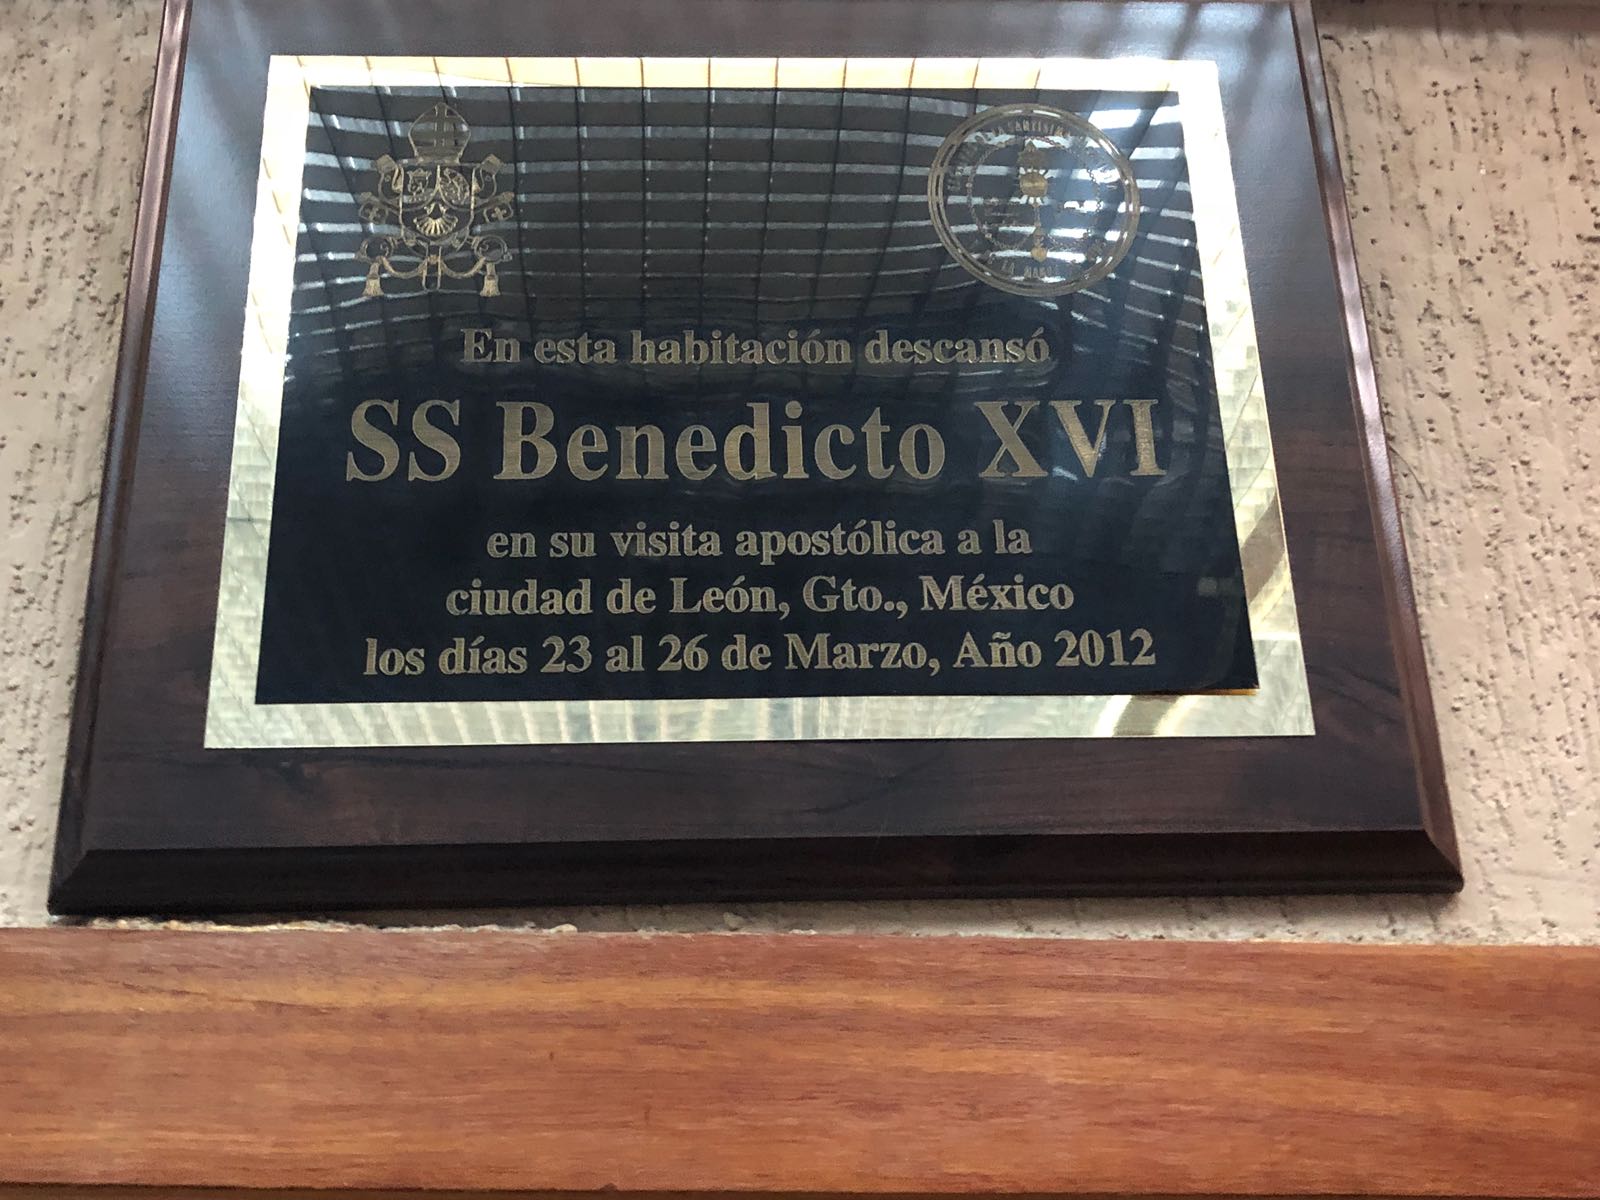 En esta habitación descansó
SS Benedicto XVI
en su visita apostólica a la
ciudad de León, Gto., México
los días 23 al 26 de Marzo, Año 2012